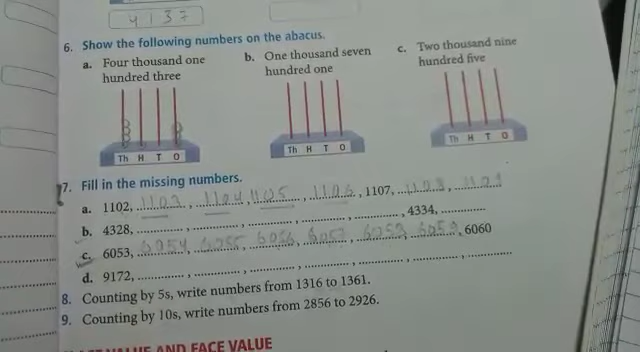 4137
6. Show the following numbers on the abacus.
a. Four thousand one hundred three
b. One thousand seven hundred one
c. Two thousand nine hundred five
Th H T O
Th H T O
Th H T O
7. Fill in the missing numbers.
a. 1102, 1103, 1104, 1105, 1106, 1107, 1108, 1109
b. 4328, ............, ............, ............, ............, ............, 4334, ............
c. 6053, 6054, 6055, 6056, 6057, 6058, 6059, 6060
d. 9172, ............, ............, ............, ............, ............, ............, ............
8. Counting by 5s, write numbers from 1316 to 1361.
9. Counting by 10s, write numbers from 2856 to 2926.
VALUE AND FACE VALUE